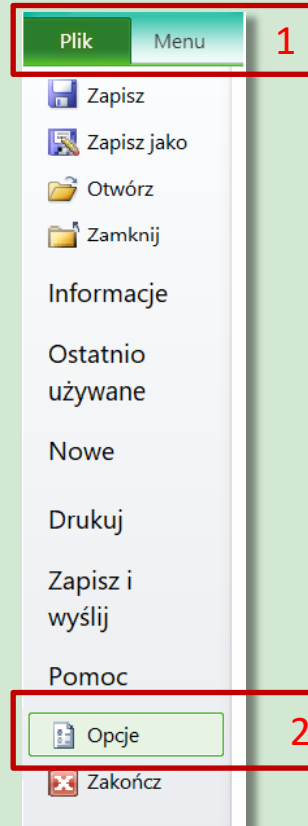 Plik Menu 1
Zapisz
Zapisz jako
Otwórz
Zamknij
Informacje
Ostatnio
używane
Nowe
Drukuj
Zapisz i
wyślij
Pomoc
Opcje 2
Zakończ